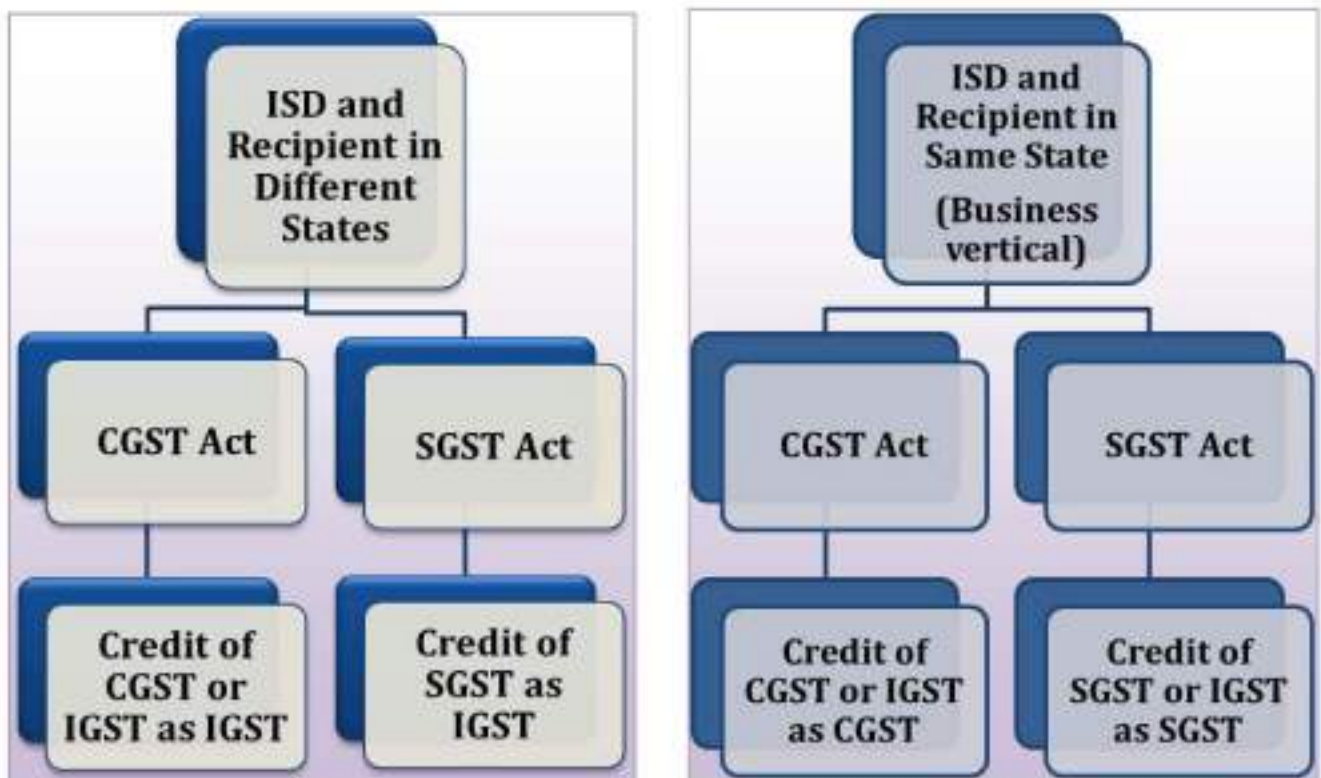 ISD and
Recipient in
Different
States
CGST Act
SGST Act
Credit of
CGST or
IGST as IGST
Credit of
SGST as
IGST
ISD and
Recipient in
Same State
(Business
vertical)
CGST Act
SGST Act
Credit of
CGST or IGST
as CGST
Credit of
SGST or IGST
as SGST